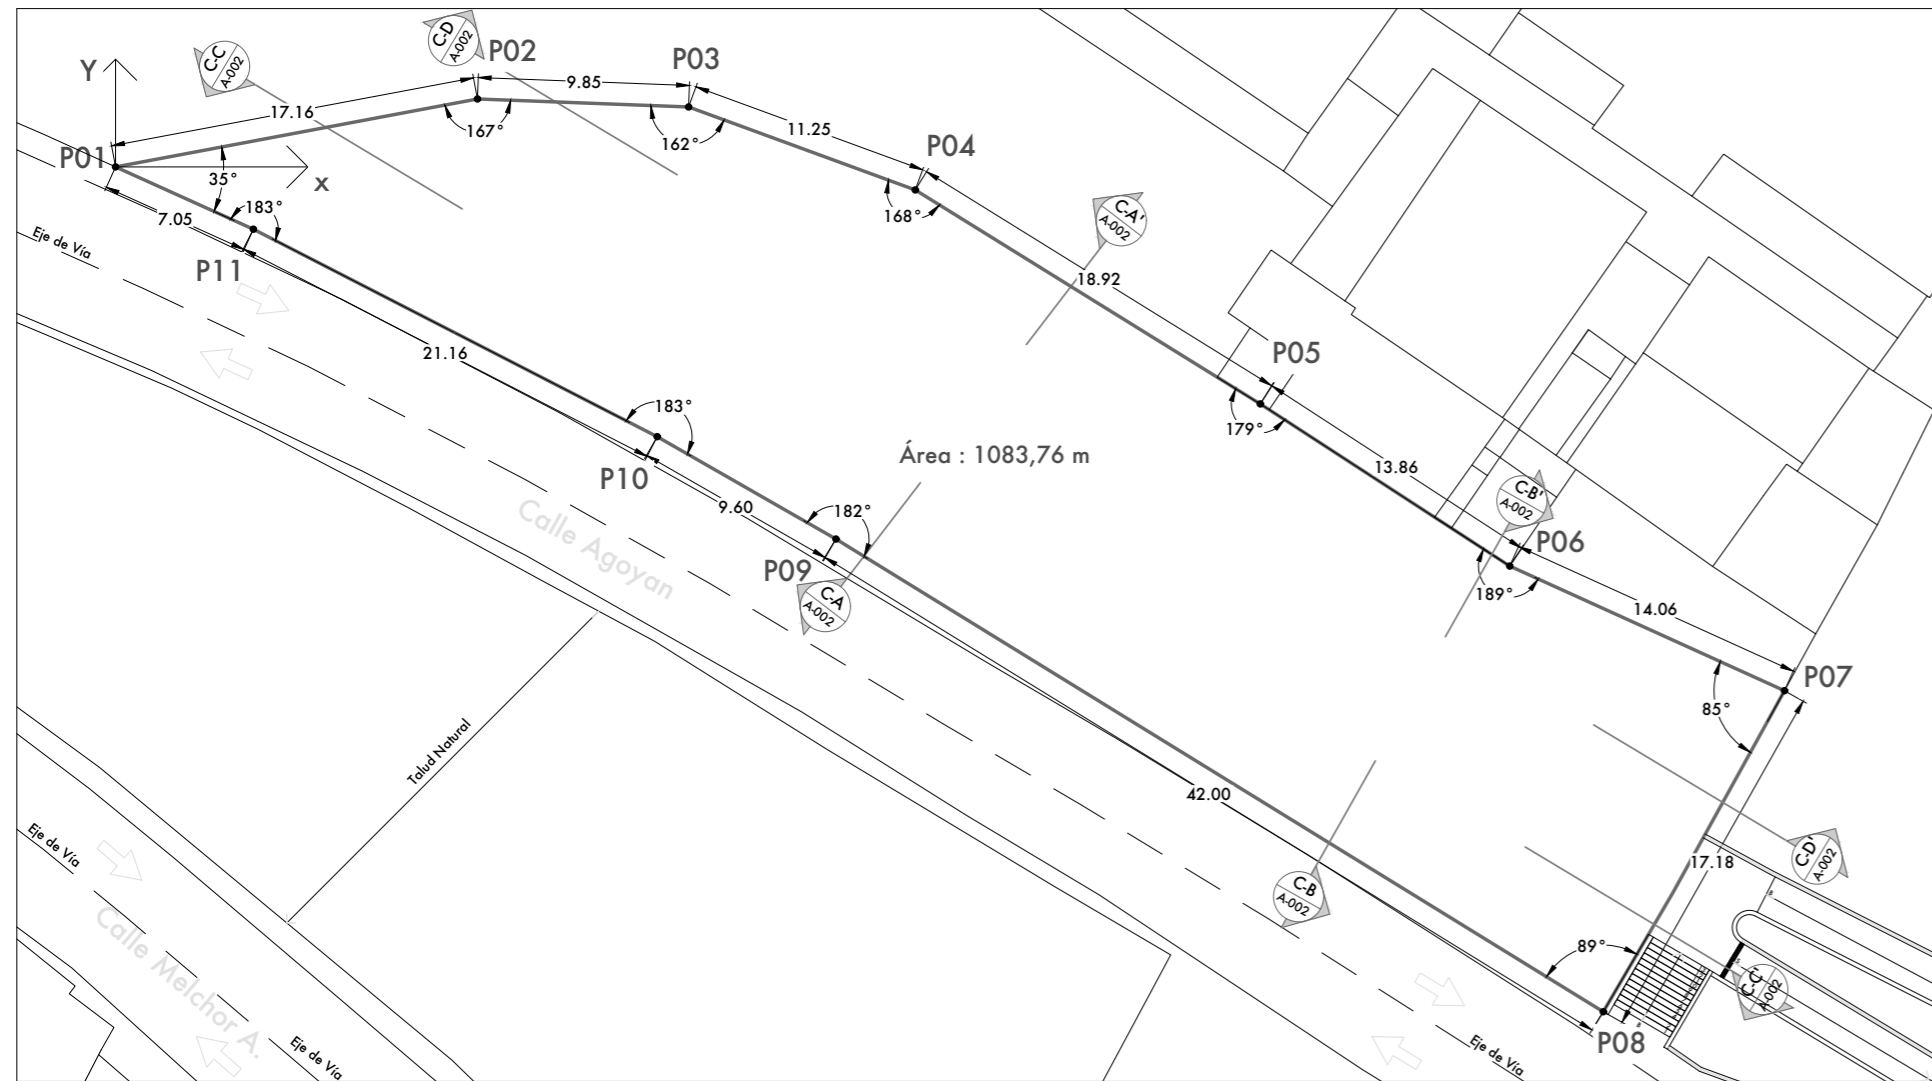 C-C
A-002
C-D
A-002
P02
P03
9.85
Y
17.16
167°
162°
11.25
P04
P01
x
35°
183°
7.05
168°
C-A'
A-002
Eje de Vía
P11
18.92
21.16
P05
183°
179°
Área : 1083,76 m
13.86
P10
9.60
182°
C-B'
A-002
P06
Calle Agoyan
P09
C-A
A-002
189°
14.06
P07
85°
Talud Natural
42.00
Eje de Vía
17.18
C-D'
A-002
C-B
A-002
89°
Calle Melchor A.
C-C'
A-002
P08
Eje de Vía
Eje de Vía